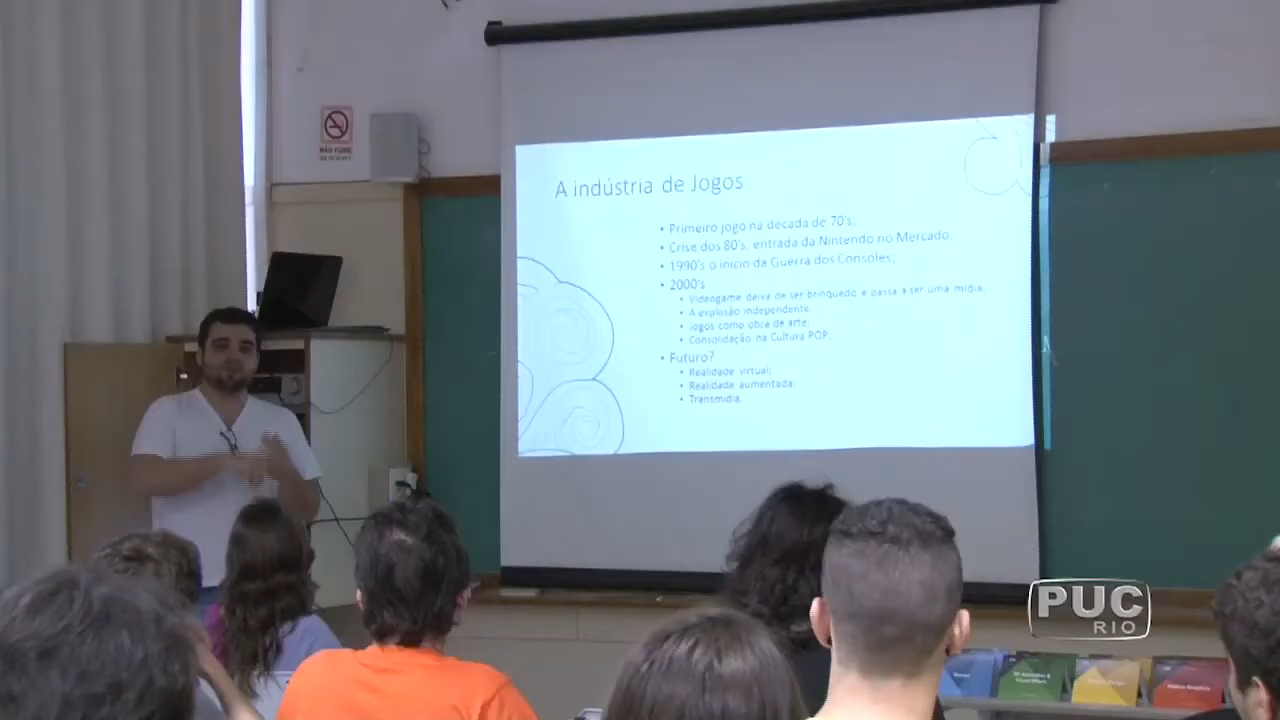 NÃO FUME
A indústria de Jogos
• Primeiro jogo na decada de 70's;
• Crise dos 80's, entrada da Nintendo no Mercado;
• 1990's o inicio da Guerra dos Consoles;
• 2000's
• Videogame deixa de ser brinquedo e passa a ser uma mídia;
• A explosão independente;
• Jogos como obra de arte;
• Consolidação na Cultura POP;
• Futuro?
• Realidade virtual;
• Realidade aumentada;
• Transmídia.
PUC
RIO